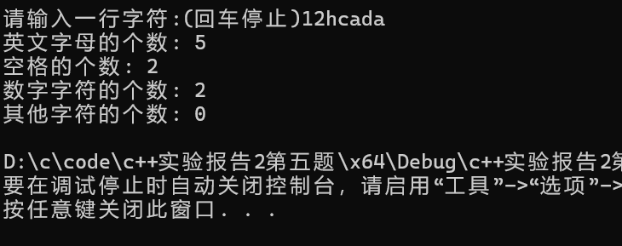 请输入一行字符:(回车停止)12hcada
英文字母的个数: 5
空格的个数: 2
数字字符的个数: 2
其他字符的个数: 0
D:\c\code\c++实验报告2第五题\x64\Debug\c++实验报告2第
要在调试停止时自动关闭控制台, 请启用“工具”->“选项”->
按任意键关闭此窗口. . .